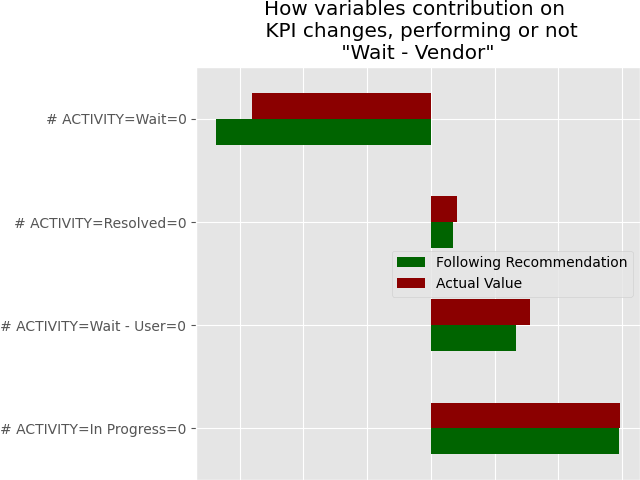 How variables contribution on
KPI changes, performing or not
"Wait - Vendor"
# ACTIVITY=Wait=0
# ACTIVITY=Resolved=0
Following Recommendation
Actual Value
# ACTIVITY=Wait - User=0
# ACTIVITY=In Progress=0